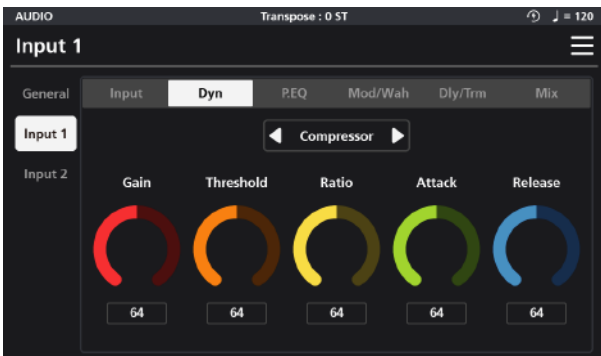 AUDIO Transpose : 0 ST ♩ = 120
Input 1
General Input Dyn P.EQ Mod/Wah Dly/Trm Mix
Input 1 Compressor
Input 2
Gain Threshold Ratio Attack Release
64 64 64 64 64